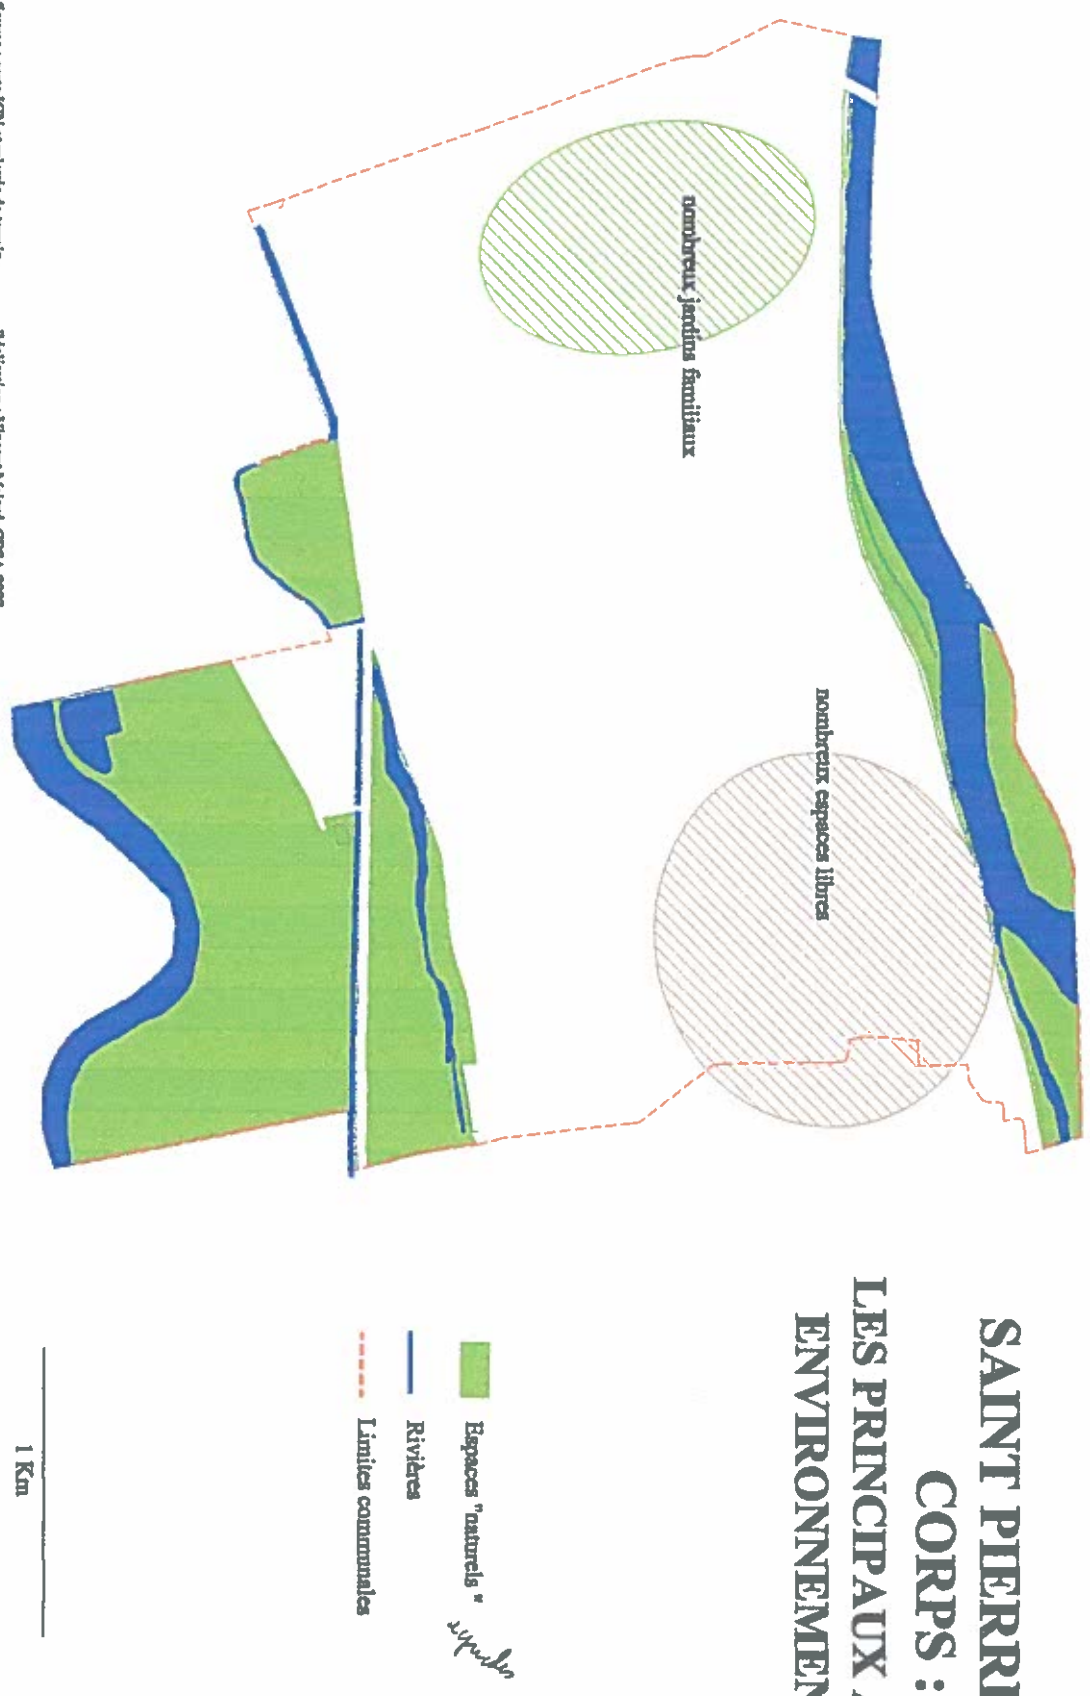 SAINT PIERRE
CORPS :
LES PRINCIPAUX A
ENVIRONNEMEN
nombreux espaces libres
nombreux jardins familiaux
Espaces "naturels "
Rivières
Limites communales
1 Km